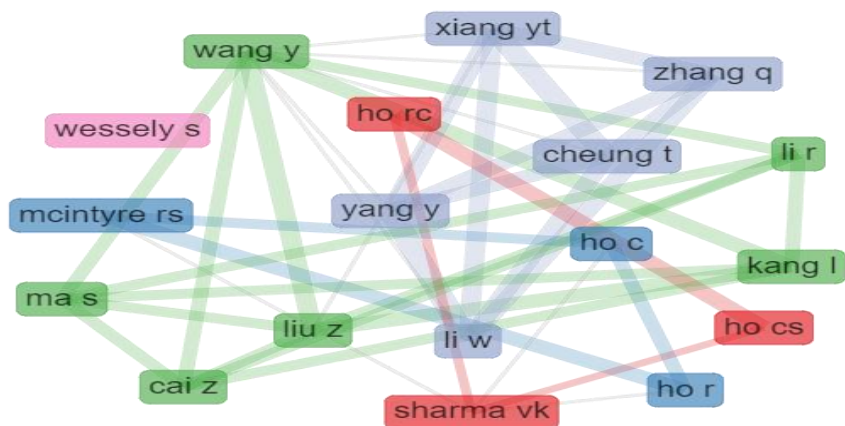 xiang yt
wang y
zhang q
ho rc
wessely s
cheung t
li r
yang y
mcintyre rs
ho c
kang l
ma s
liu z
ho cs
li w
cai z
ho r
sharma vk